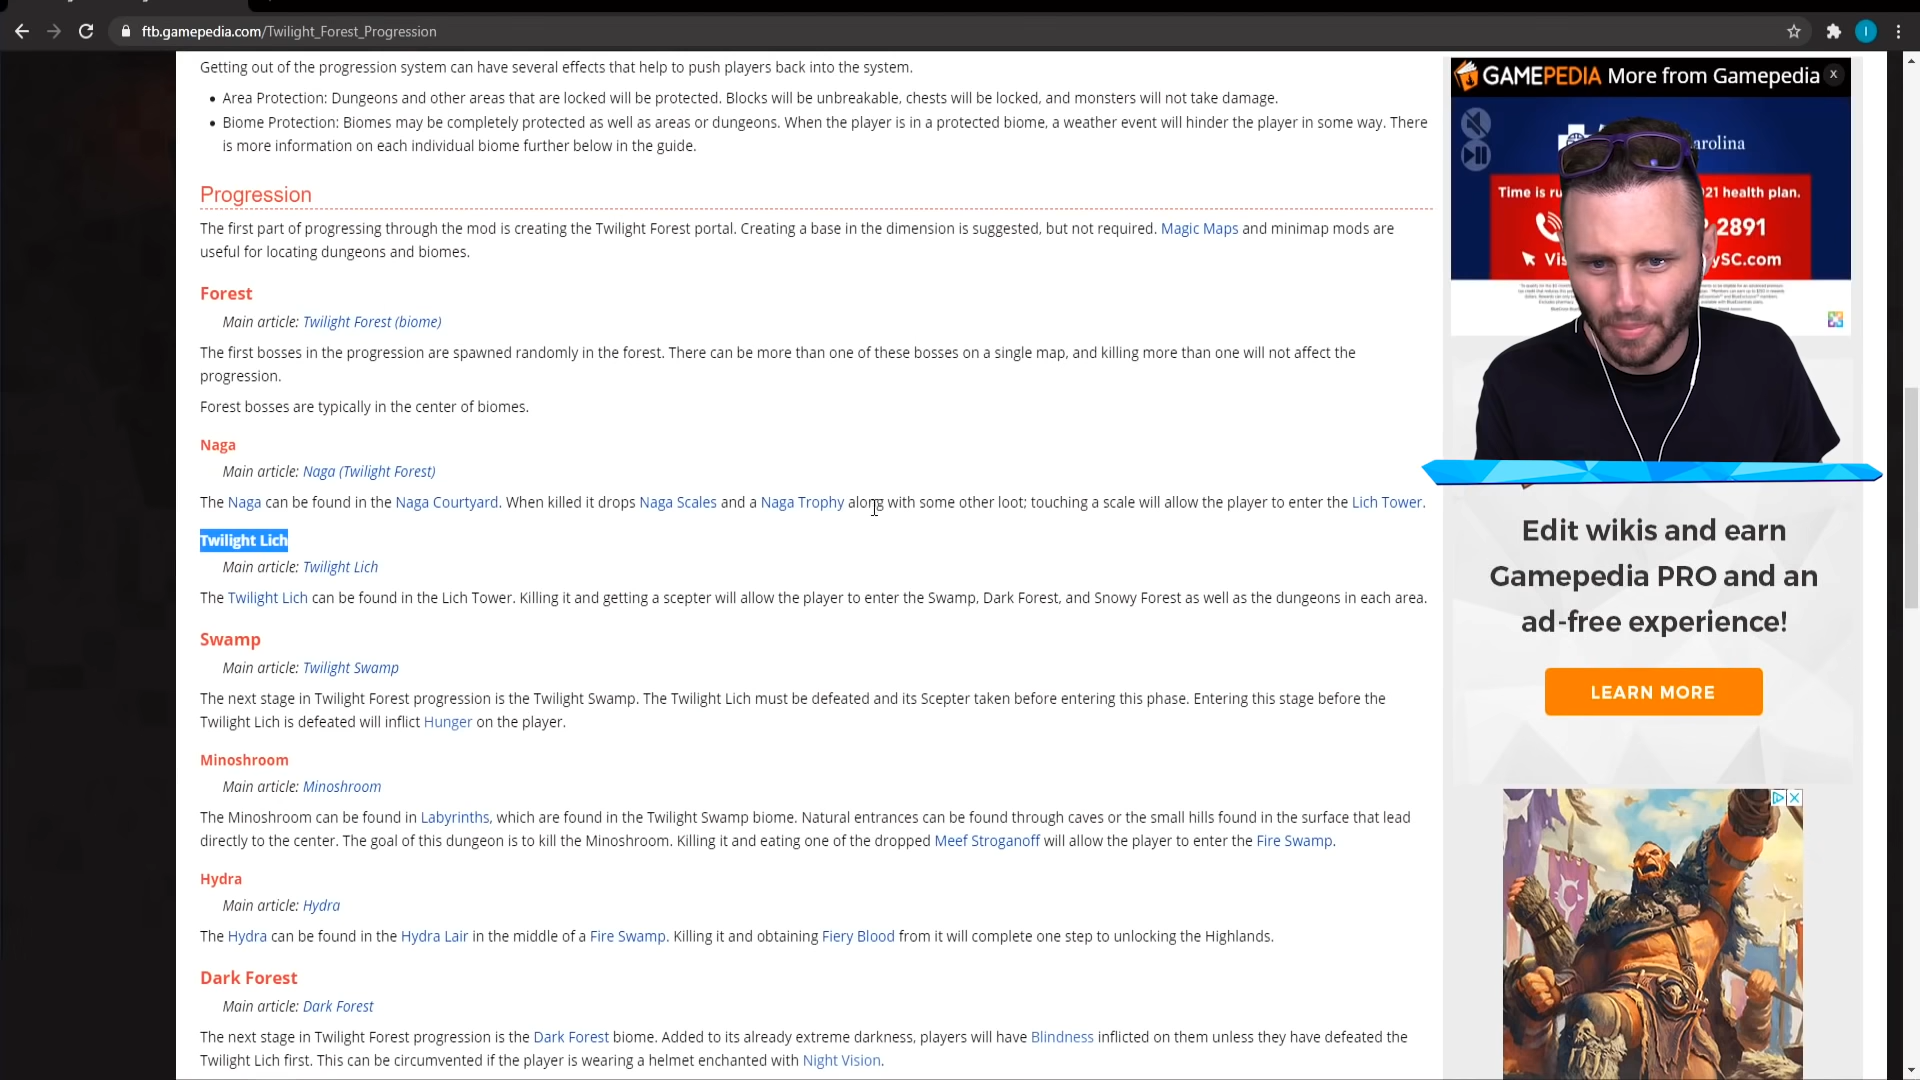 ftb.gamepedia.com/Twilight_Forest_Progression
I
Getting out of the progression system can have several effects that help to push players back into the system.
• Area Protection: Dungeons and other areas that are locked will be protected. Blocks will be unbreakable, chests will be locked, and monsters will not take damage.
• Biome Protection: Biomes may be completely protected as well as areas or dungeons. When the player is in a protected biome, a weather event will hinder the player in some way. There
is more information on each individual biome further below in the guide.
Progression
The first part of progressing through the mod is creating the Twilight Forest portal. Creating a base in the dimension is suggested, but not required. Magic Maps and minimap mods are
useful for locating dungeons and biomes.
Forest
Main article: Twilight Forest (biome)
The first bosses in the progression are spawned randomly in the forest. There can be more than one of these bosses on a single map, and killing more than one will not affect the
progression.
Forest bosses are typically in the center of biomes.
Naga
Main article: Naga (Twilight Forest)
The Naga can be found in the Naga Courtyard. When killed it drops Naga Scales and a Naga Trophy along with some other loot; touching a scale will allow the player to enter the Lich Tower.
Twilight Lich
Main article: Twilight Lich
The Twilight Lich can be found in the Lich Tower. Killing it and getting a scepter will allow the player to enter the Swamp, Dark Forest, and Snowy Forest as well as the dungeons in each area.
Swamp
Main article: Twilight Swamp
The next stage in Twilight Forest progression is the Twilight Swamp. The Twilight Lich must be defeated and its Scepter taken before entering this phase. Entering this stage before the
Twilight Lich is defeated will inflict Hunger on the player.
Minoshroom
Main article: Minoshroom
The Minoshroom can be found in Labyrinths, which are found in the Twilight Swamp biome. Natural entrances can be found through caves or the small hills found in the surface that lead
directly to the center. The goal of this dungeon is to kill the Minoshroom. Killing it and eating one of the dropped Meef Stroganoff will allow the player to enter the Fire Swamp.
Hydra
Main article: Hydra
The Hydra can be found in the Hydra Lair in the middle of a Fire Swamp. Killing it and obtaining Fiery Blood from it will complete one step to unlocking the Highlands.
Dark Forest
Main article: Dark Forest
The next stage in Twilight Forest progression is the Dark Forest biome. Added to its already extreme darkness, players will have Blindness inflicted on them unless they have defeated the
Twilight Lich first. This can be circumvented if the player is wearing a helmet enchanted with Night Vision.
GAMEPEDIA More from Gamepedia X
arolina
Time is ru 21 health plan.
2891
Vis ySC.com
Edit wikis and earn
Gamepedia PRO and an
ad-free experience!
LEARN MORE